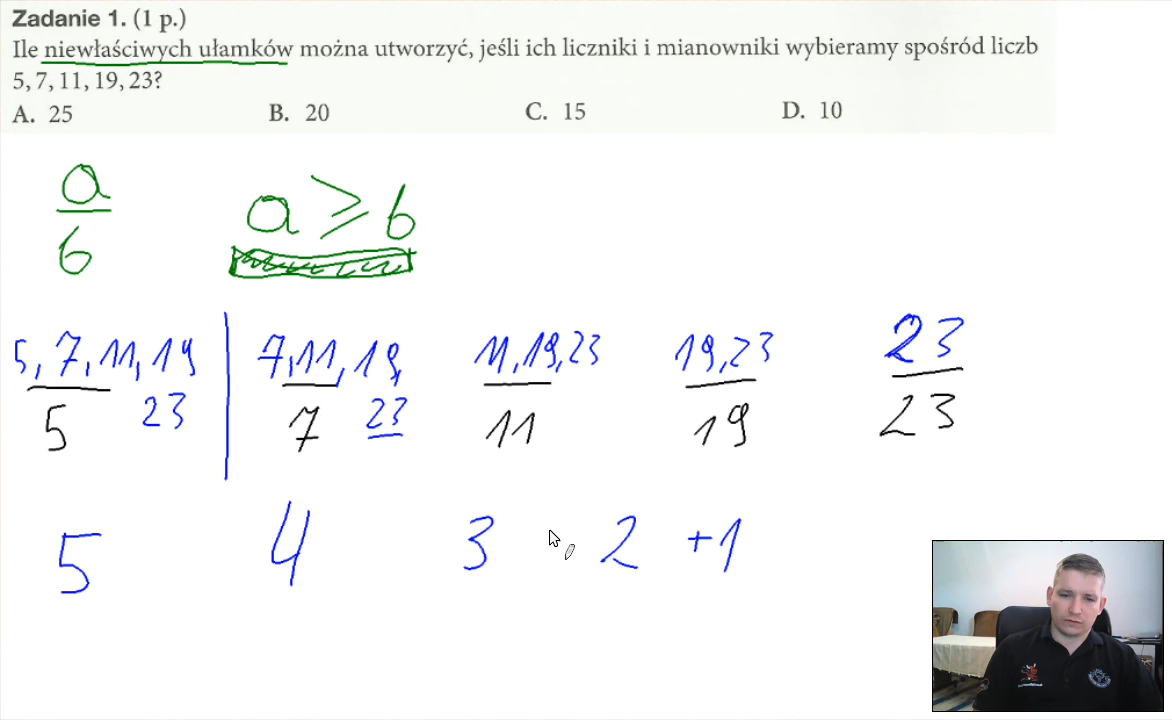 Zadanie 1. (1 p.)
Ile niewłaściwych ułamków można utworzyć, jeśli ich liczniki i mianowniki wybieramy spośród liczb
5, 7, 11, 19, 23?
A. 25 B. 20 C. 15 D. 10
a
6
a ⩾ 6
5, 7, 11, 19
23
5
7, 11, 19,
23
7
11, 19, 23
11
19, 23
19
23
23
5 4 3 2 +1